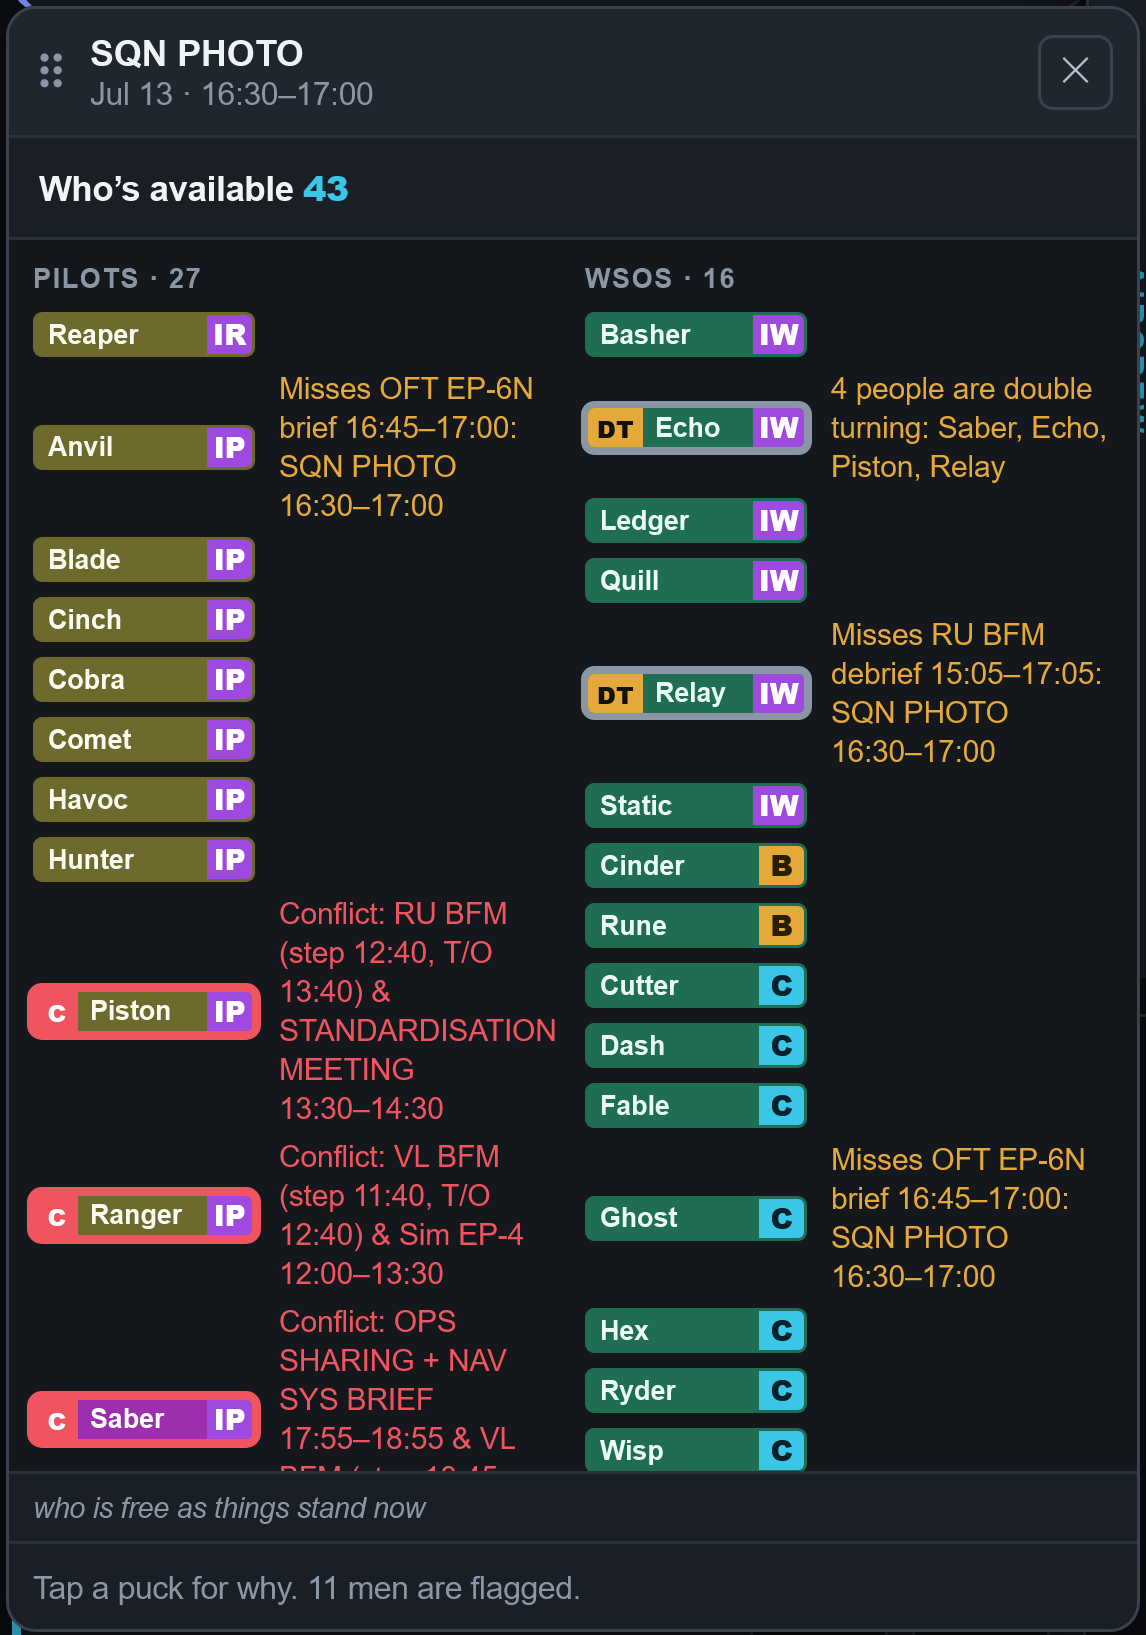 SQN PHOTO
Jul 13 · 16:30–17:00
Who's available 43
PILOTS · 27
Reaper IR
Anvil IP
Misses OFT EP-6N
brief 16:45–17:00:
SQN PHOTO
16:30–17:00
Blade IP
Cinch IP
Cobra IP
Comet IP
Havoc IP
Hunter IP
C Piston IP
Conflict: RU BFM
(step 12:40, T/O
13:40) &
STANDARDISATION
MEETING
13:30–14:30
C Ranger IP
Conflict: VL BFM
(step 11:40, T/O
12:40) & Sim EP-4
12:00–13:30
C Saber IP
Conflict: OPS
SHARING + NAV
SYS BRIEF
17:55–18:55 & VL
WSOS · 16
Basher IW
DT Echo IW
4 people are double
turning: Saber, Echo,
Piston, Relay
Ledger IW
Quill IW
DT Relay IW
Misses RU BFM
debrief 15:05–17:05:
SQN PHOTO
16:30–17:00
Static IW
Cinder B
Rune B
Cutter C
Dash C
Fable C
Ghost C
Misses OFT EP-6N
brief 16:45–17:00:
SQN PHOTO
16:30–17:00
Hex C
Ryder C
Wisp C
who is free as things stand now
Tap a puck for why. 11 men are flagged.